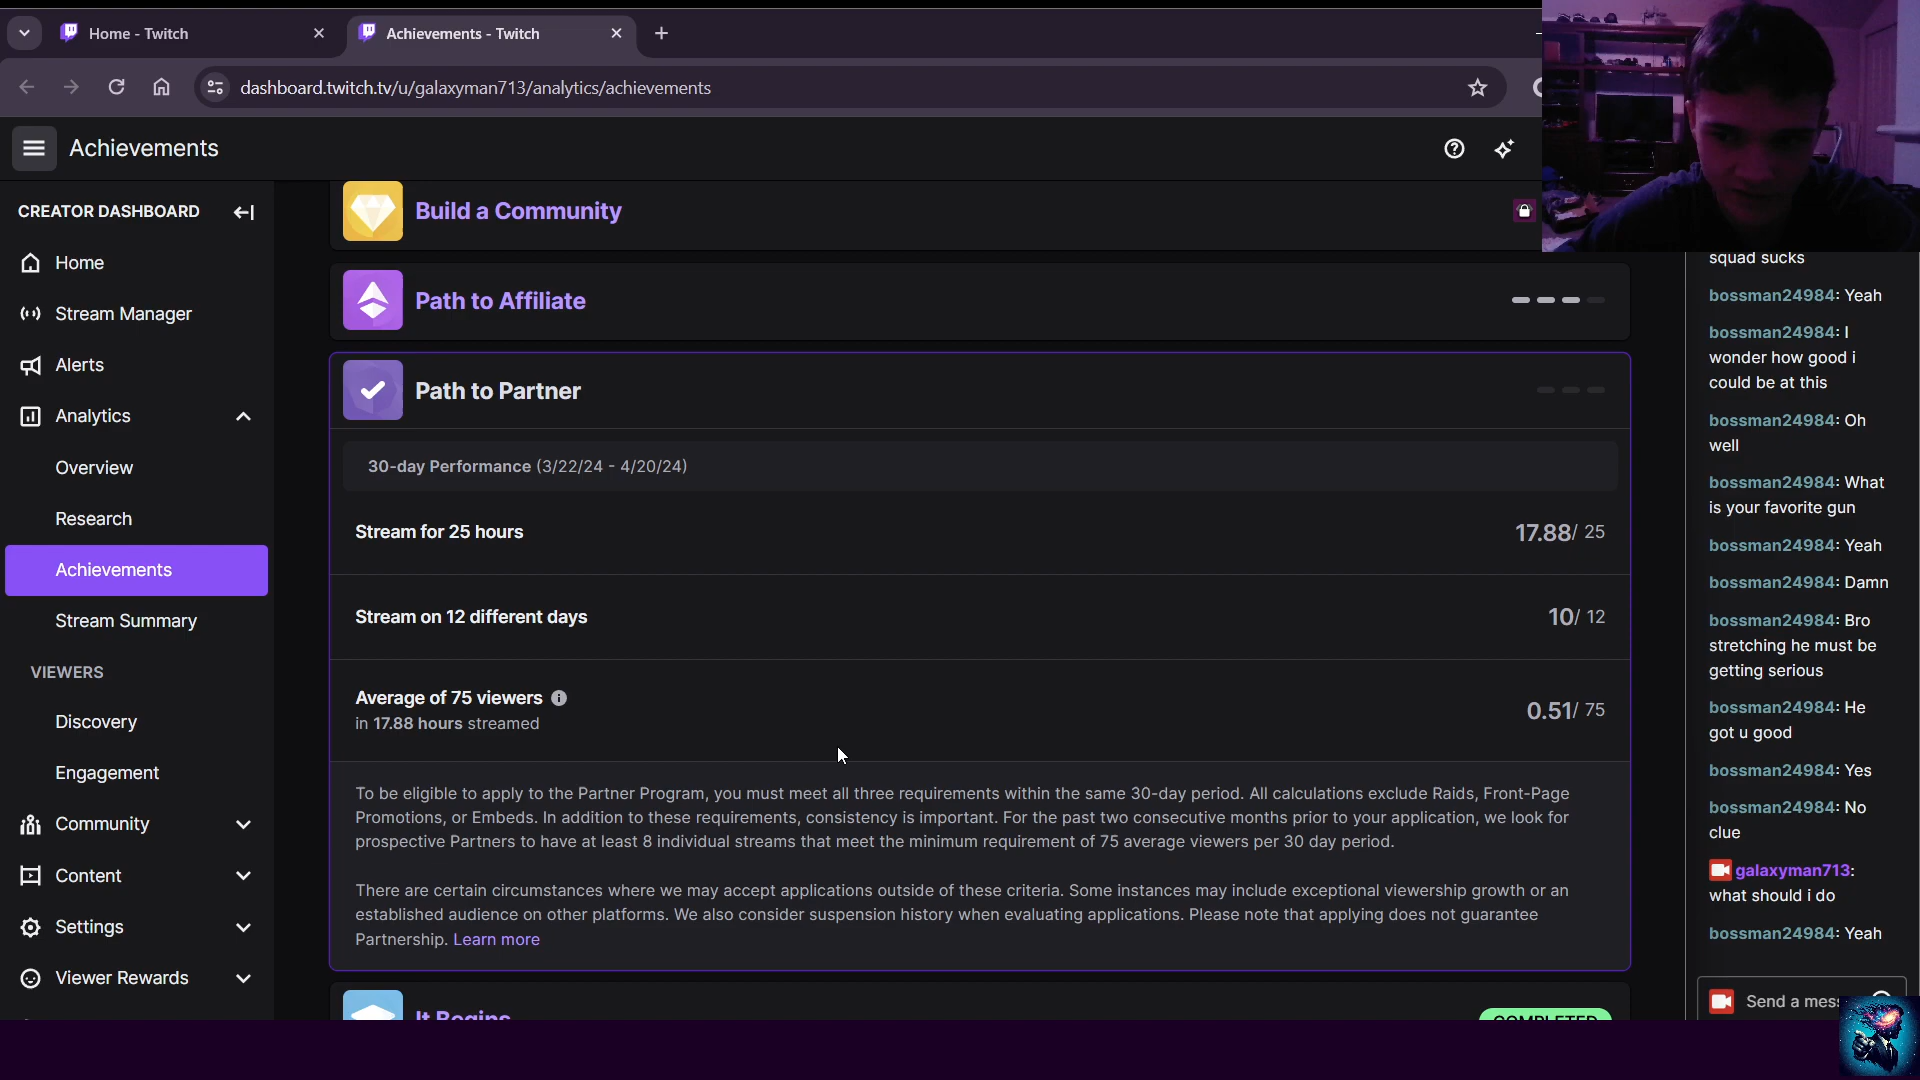 Home - Twitch
Achievements - Twitch
dashboard.twitch.tv/u/galaxyman713/analytics/achievements
Achievements
CREATOR DASHBOARD
Home
Stream Manager
Alerts
Analytics
Overview
Research
Achievements
Stream Summary
VIEWERS
Discovery
Engagement
Community
Content
Settings
Viewer Rewards
Build a Community
Path to Affiliate
Path to Partner
30-day Performance (3/22/24 - 4/20/24)
Stream for 25 hours
17.88/ 25
Stream on 12 different days
10/ 12
Average of 75 viewers
in 17.88 hours streamed
0.51/ 75
To be eligible to apply to the Partner Program, you must meet all three requirements within the same 30-day period. All calculations exclude Raids, Front-Page
Promotions, or Embeds. In addition to these requirements, consistency is important. For the past two consecutive months prior to your application, we look for
prospective Partners to have at least 8 individual streams that meet the minimum requirement of 75 average viewers per 30 day period.
There are certain circumstances where we may accept applications outside of these criteria. Some instances may include exceptional viewership growth or an
established audience on other platforms. We also consider suspension history when evaluating applications. Please note that applying does not guarantee
Partnership. Learn more
It Begins
COMPLETED
squad sucks
bossman24984: Yeah
bossman24984: I
wonder how good i
could be at this
bossman24984: Oh
well
bossman24984: What
is your favorite gun
bossman24984: Yeah
bossman24984: Damn
bossman24984: Bro
stretching he must be
getting serious
bossman24984: He
got u good
bossman24984: Yes
bossman24984: No
clue
galaxyman713:
what should i do
bossman24984: Yeah
Send a mess